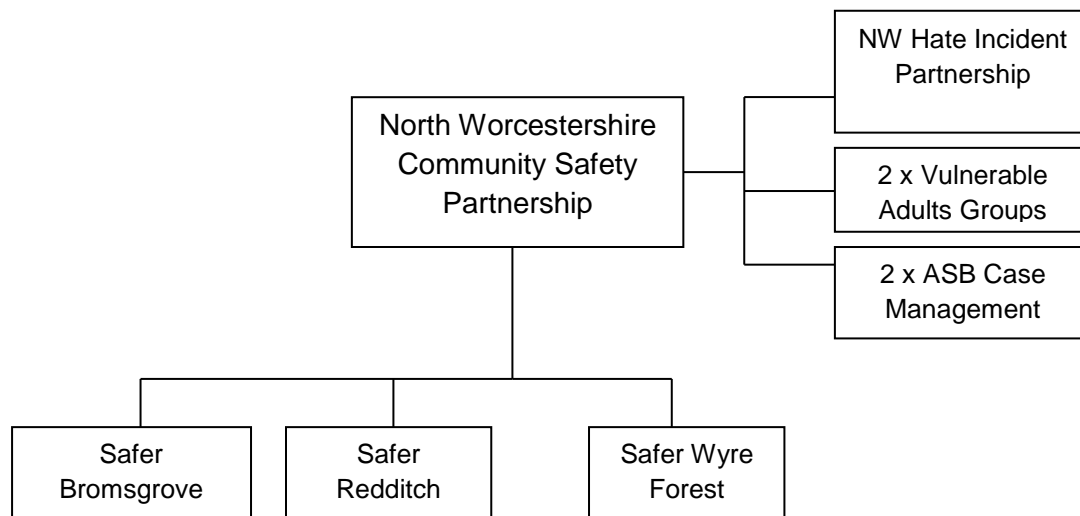 NW Hate Incident
Partnership
North Worcestershire
Community Safety
Partnership
2 x Vulnerable
Adults Groups
2 x ASB Case
Management
Safer
Bromsgrove
Safer
Redditch
Safer Wyre
Forest